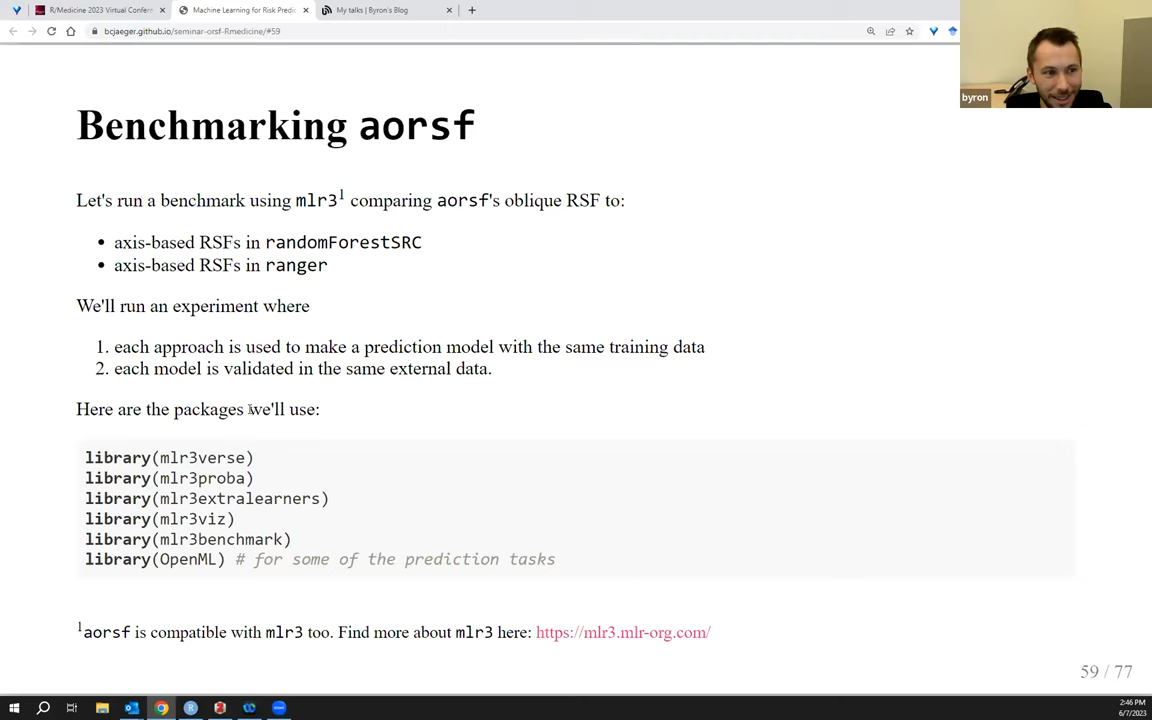 R/Medicine 2023 Virtual Confer
Machine Learning for Risk Predic
My talks | Byron's Blog
bcjaeger.github.io/seminar-orsf-Rmedicine/#59
byron
Benchmarking aorsf
Let's run a benchmark using mlr3¹ comparing aorsf's oblique RSF to:
• axis-based RSFs in randomForestSRC
• axis-based RSFs in ranger
We'll run an experiment where
1. each approach is used to make a prediction model with the same training data
2. each model is validated in the same external data.
Here are the packages we'll use:
library(mlr3verse)
library(mlr3proba)
library(mlr3extralearners)
library(mlr3viz)
library(mlr3benchmark)
library(OpenML) # for some of the prediction tasks
¹aorsf is compatible with mlr3 too. Find more about mlr3 here: https://mlr3.mlr-org.com/
59 / 77
2:46 PM
6/7/2023